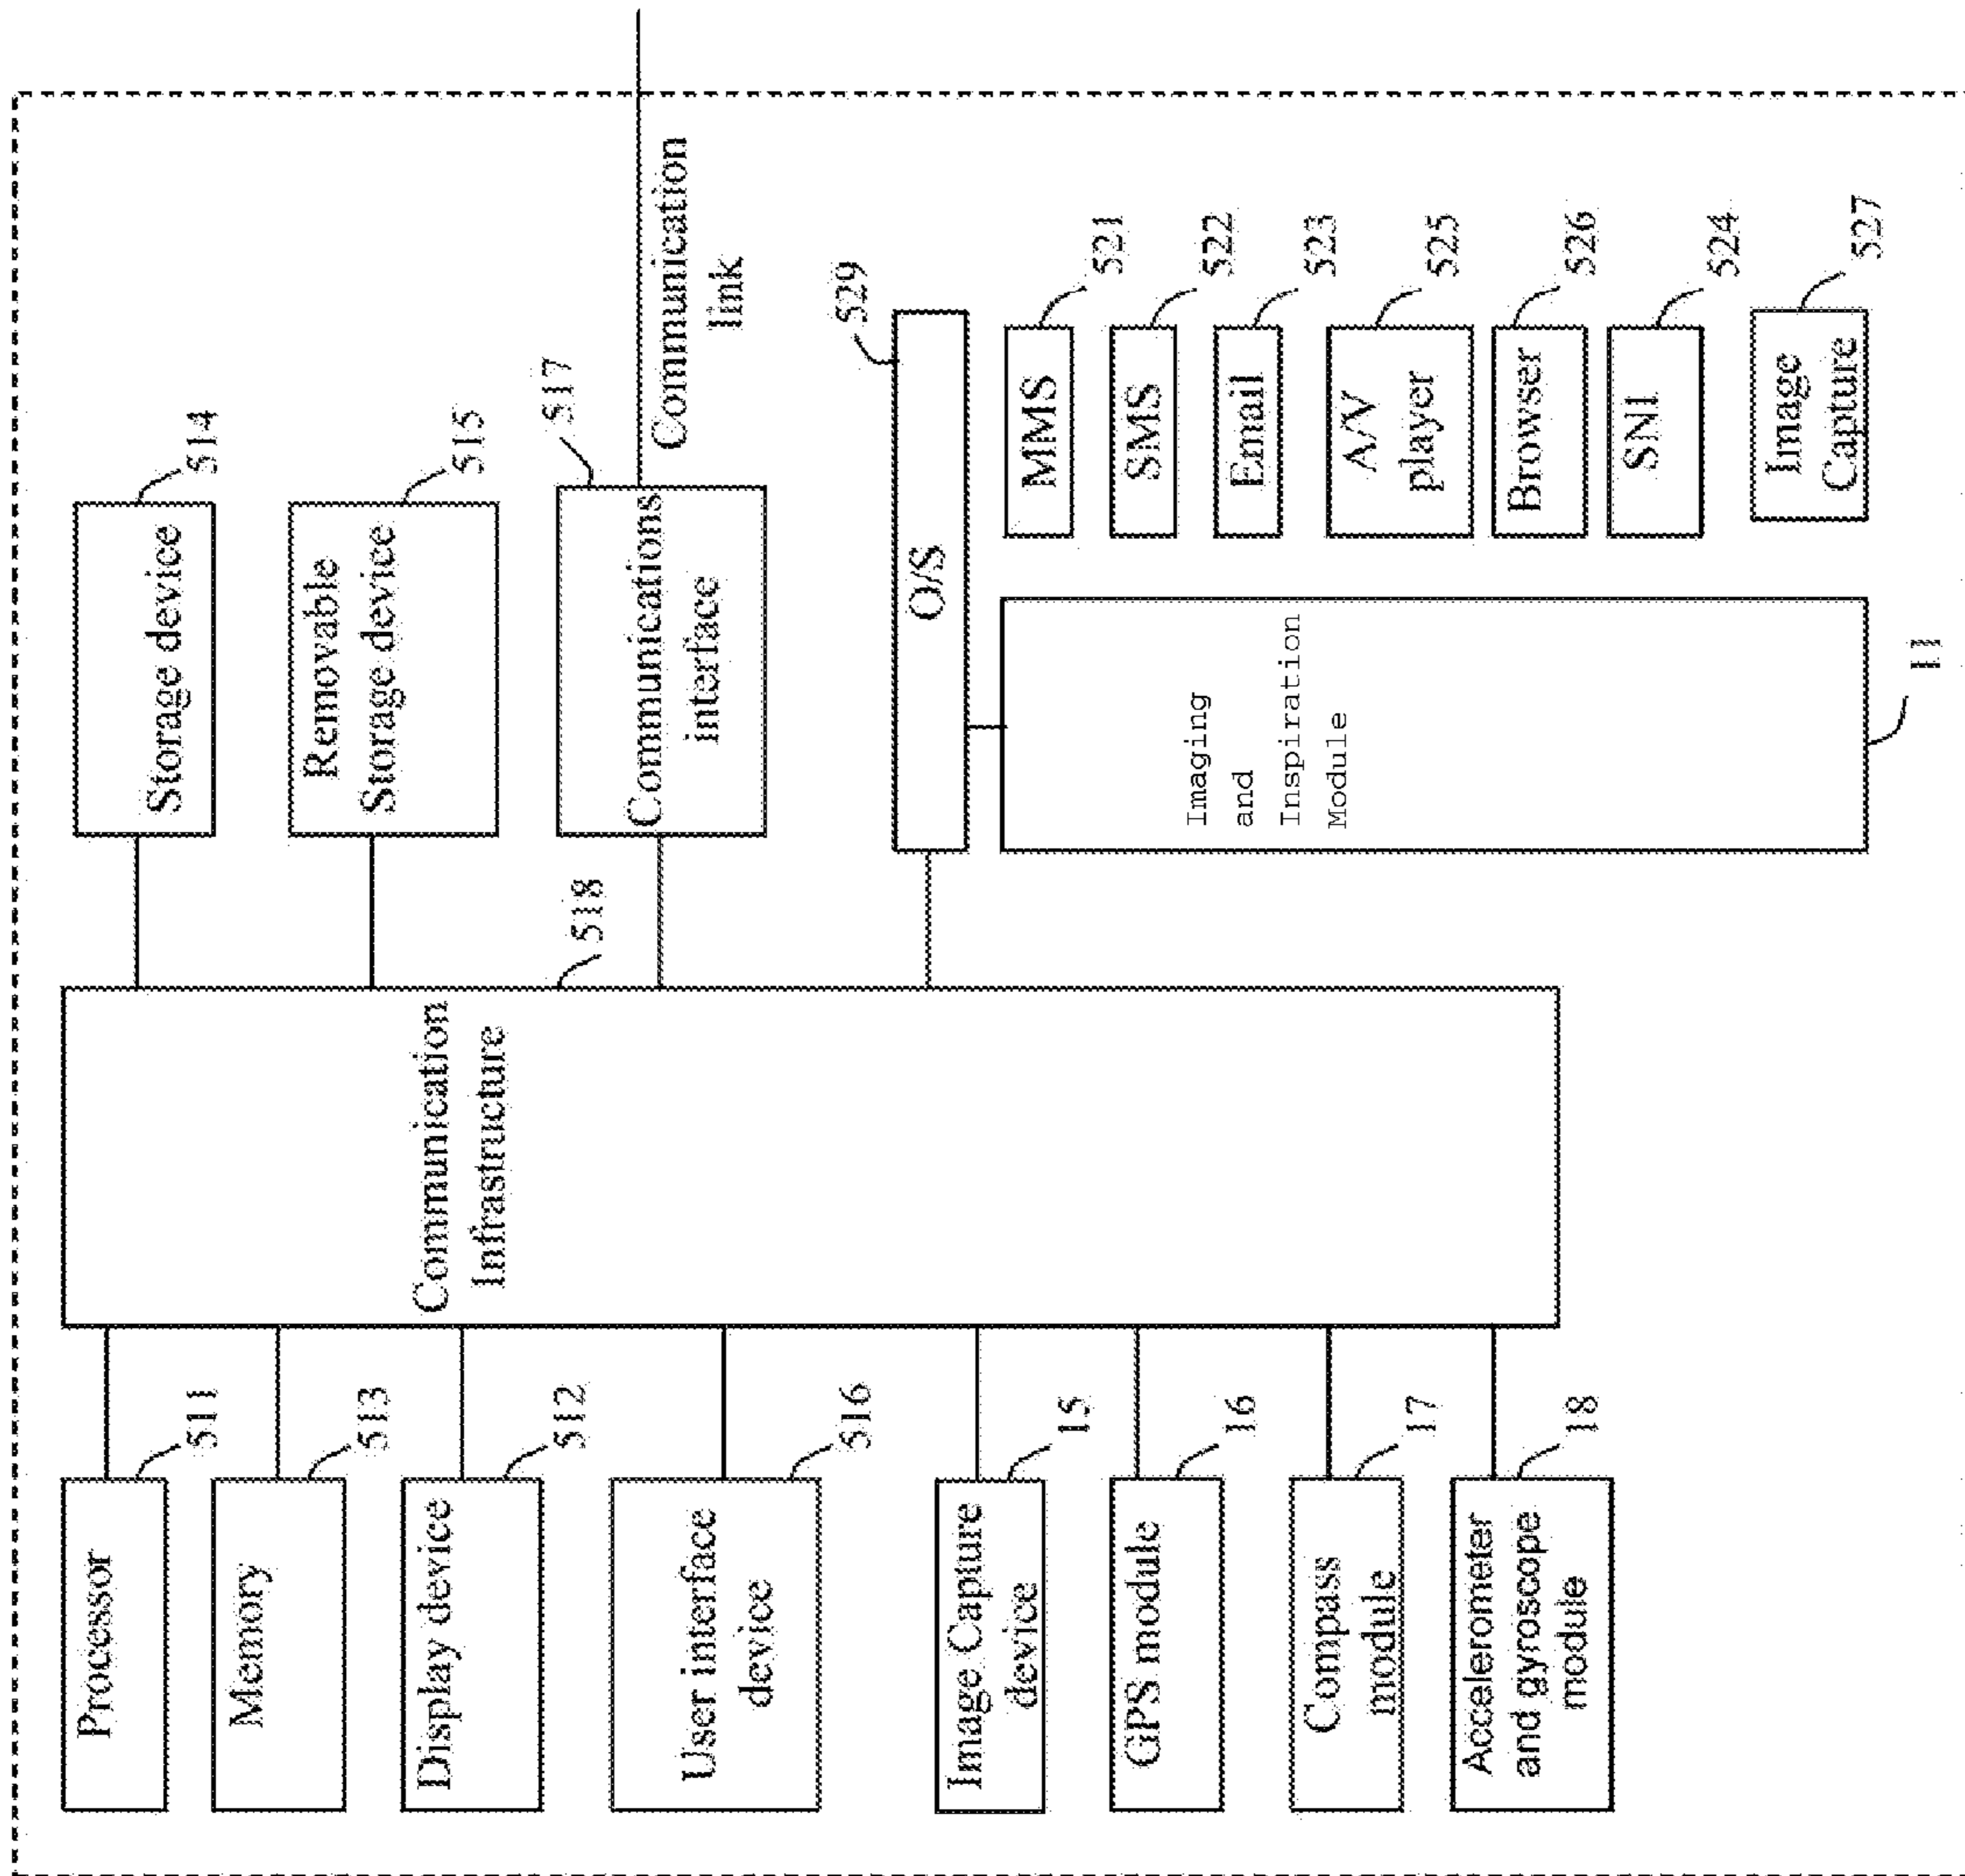 Processor
511
Memory
513
Display device
512
User interface
device
516
Image Capture
device
15
GPS module
16
Compass
module
17
Accelerometer
and gyroscope
module
18
Communication
Infrastructure
518
Storage device
514
Removable
Storage device
515
Communications
interface
517
Communication
link
O/S
529
Imaging
and
Inspiration
Module
11
MMS
521
SMS
522
Email
523
A/V
player
525
Browser
526
SNI
524
Image
Capture
527